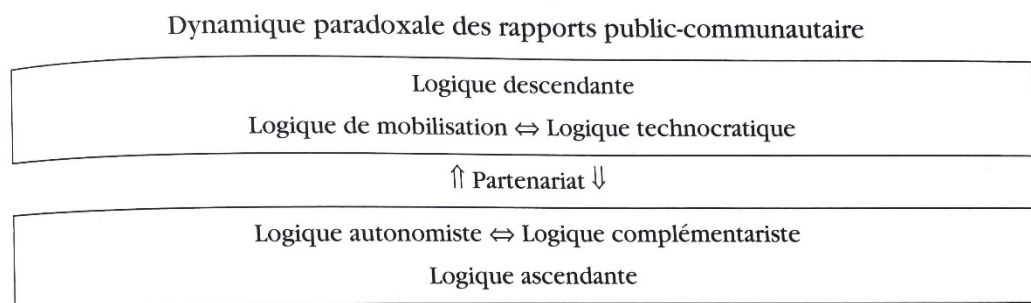 Dynamique paradoxale des rapports public-communautaire
Logique descendante
Logique de mobilisation ⇔ Logique technocratique
⇑ Partenariat ⇓
Logique autonomiste ⇔ Logique complémentariste
Logique ascendante